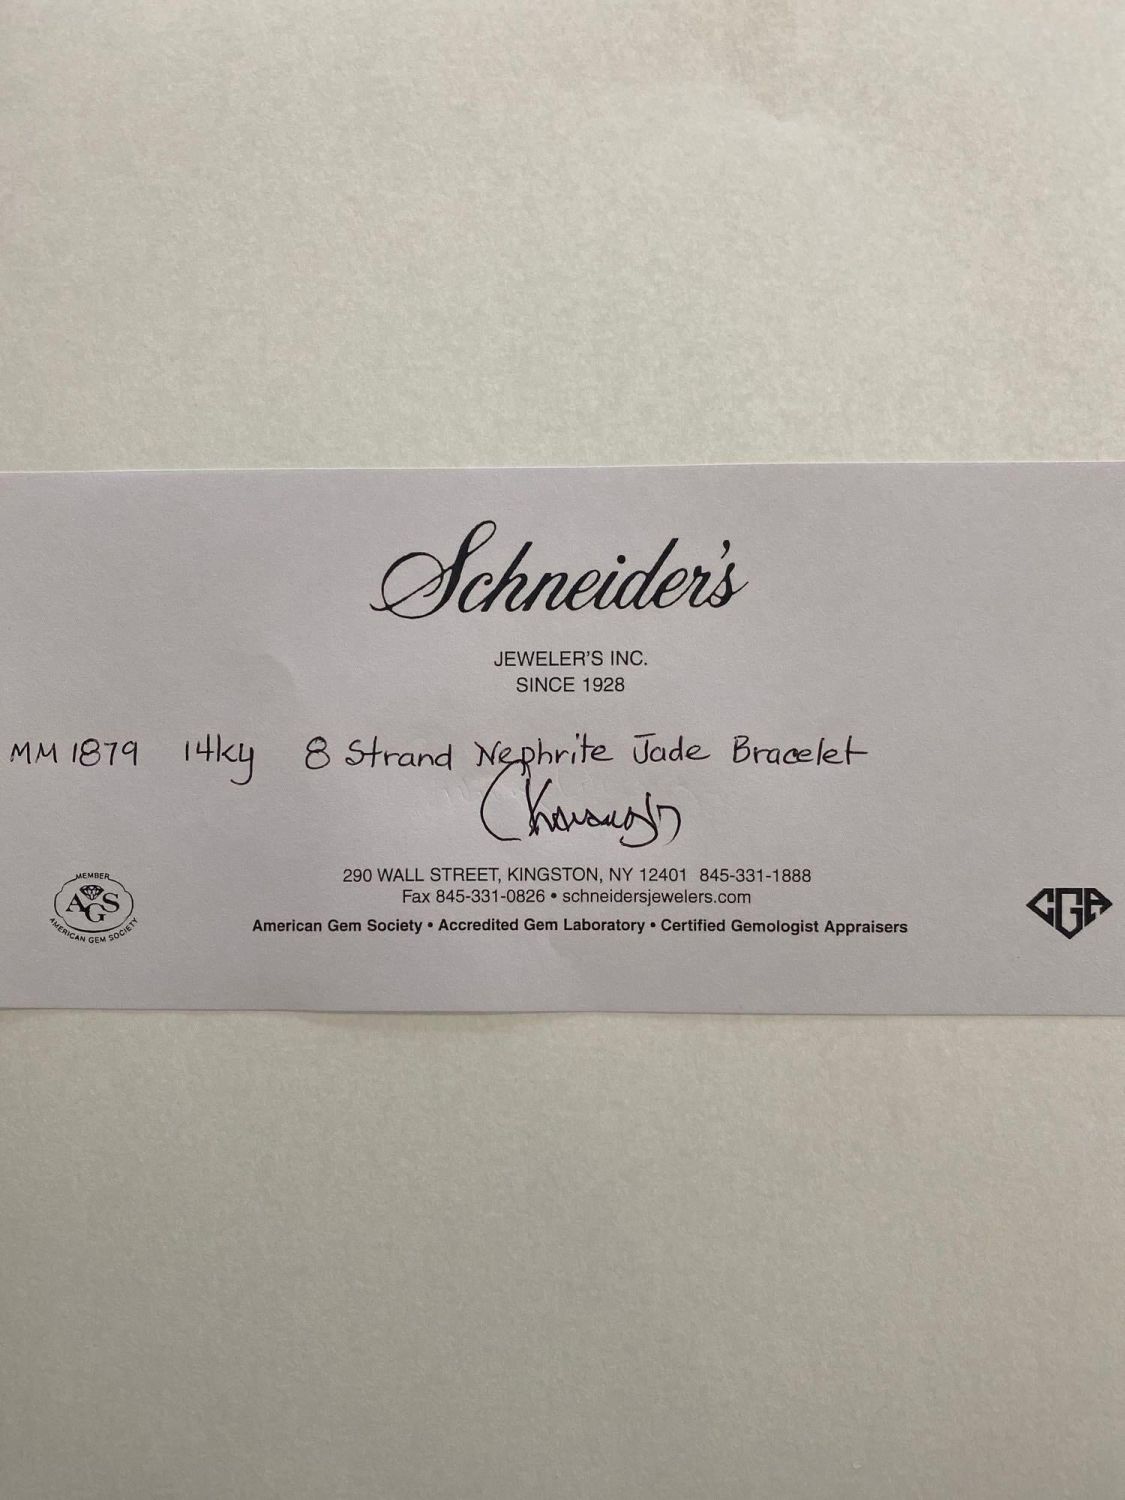 Schneider's
JEWELER'S INC.
SINCE 1928
MM 1879 14ky 8 Strand Nephrite Jade Bracelet
290 WALL STREET, KINGSTON, NY 12401 845-331-1888
Fax 845-331-0826 • schneidersjewelers.com
American Gem Society • Accredited Gem Laboratory • Certified Gemologist Appraisers
MEMBER
AGS
AMERICAN GEM SOCIETY
CGA